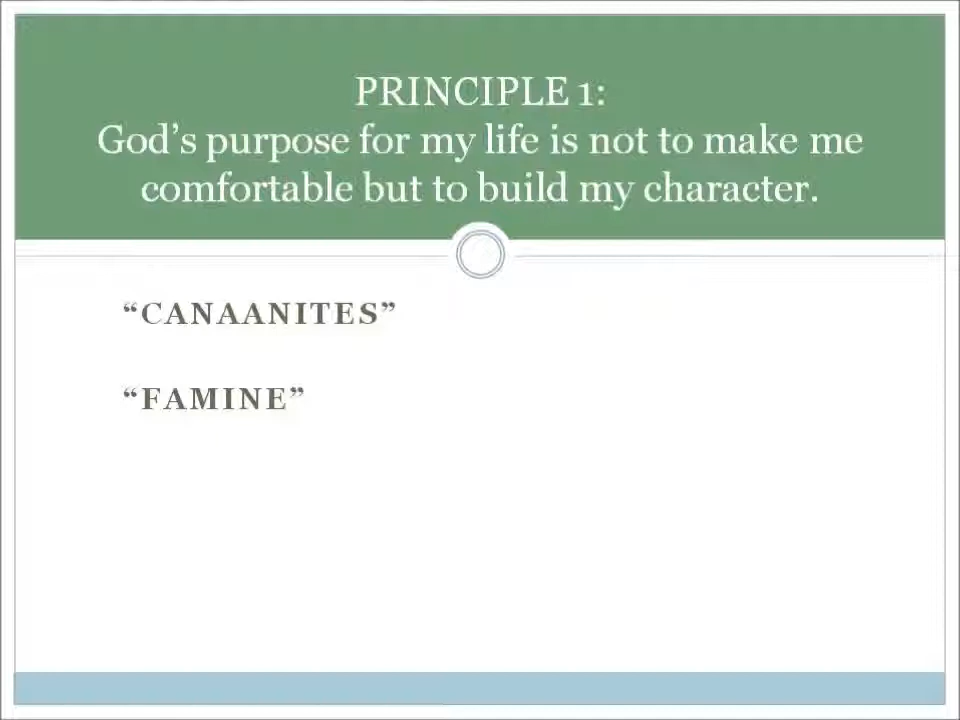 PRINCIPLE 1:
God’s purpose for my life is not to make me
comfortable but to build my character.
“CANAANITES”
“FAMINE”